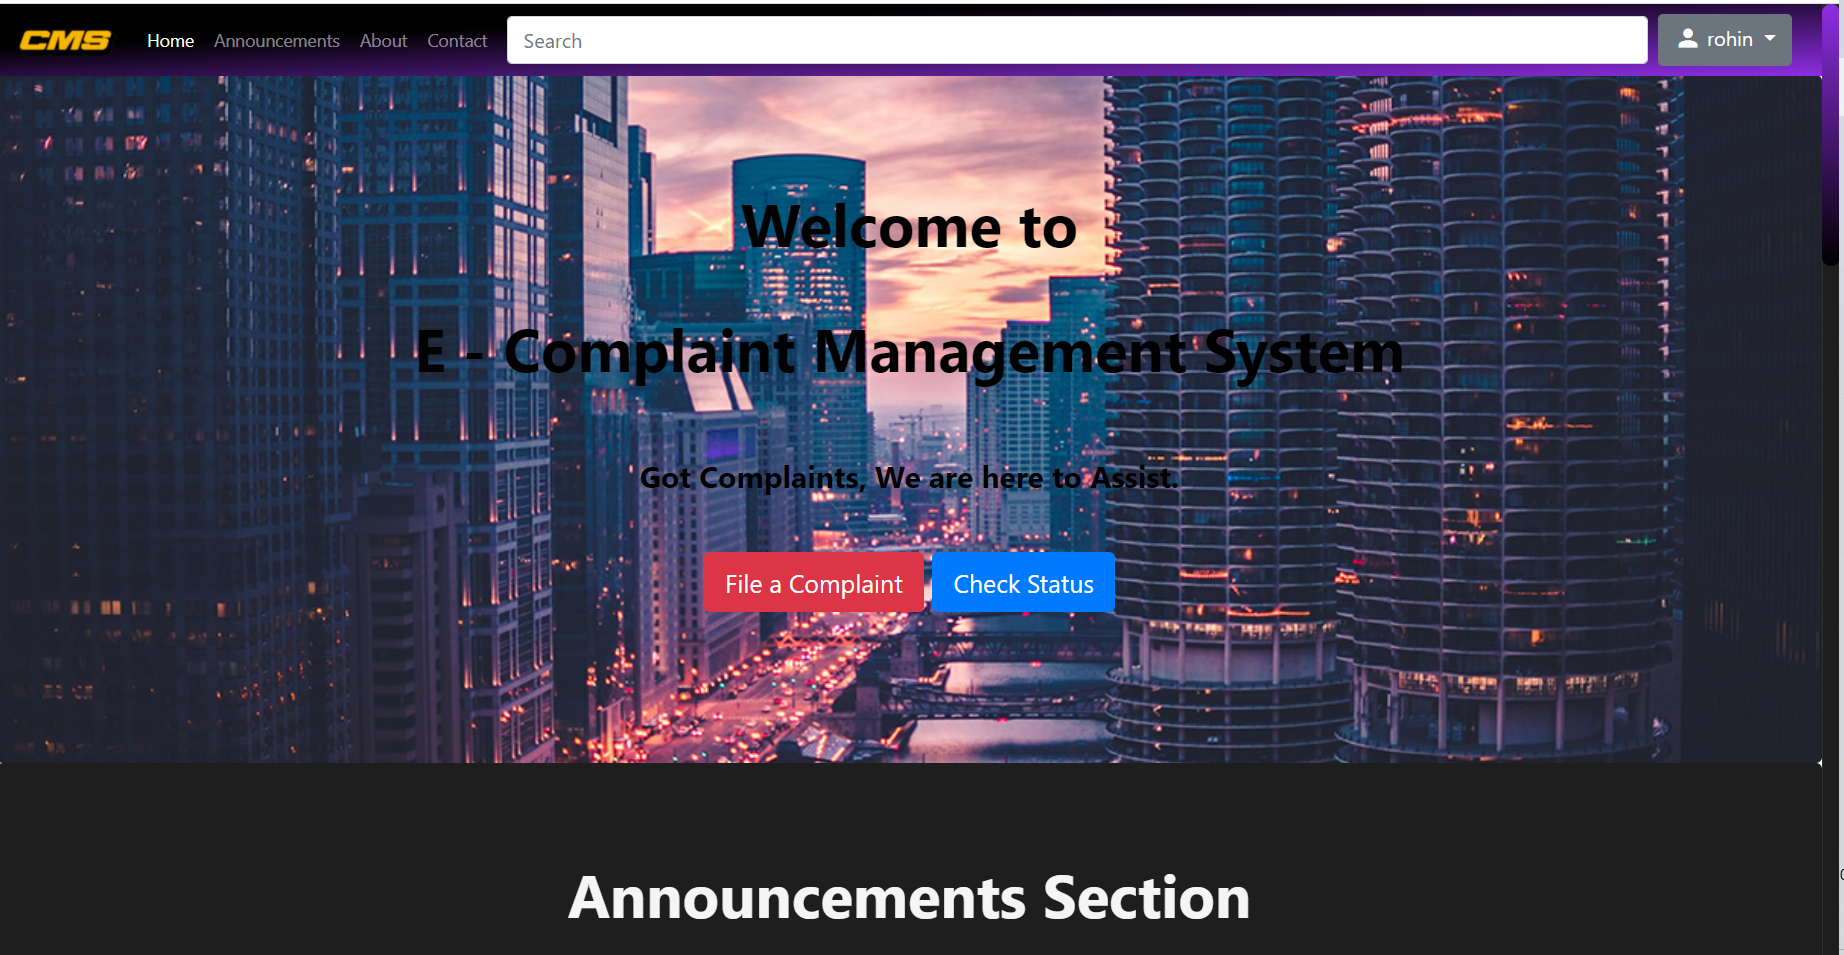 CMS Home Announcements About Contact Search rohin
Welcome to
E - Complaint Management System
Got Complaints, We are here to Assist.
File a Complaint Check Status
Announcements Section